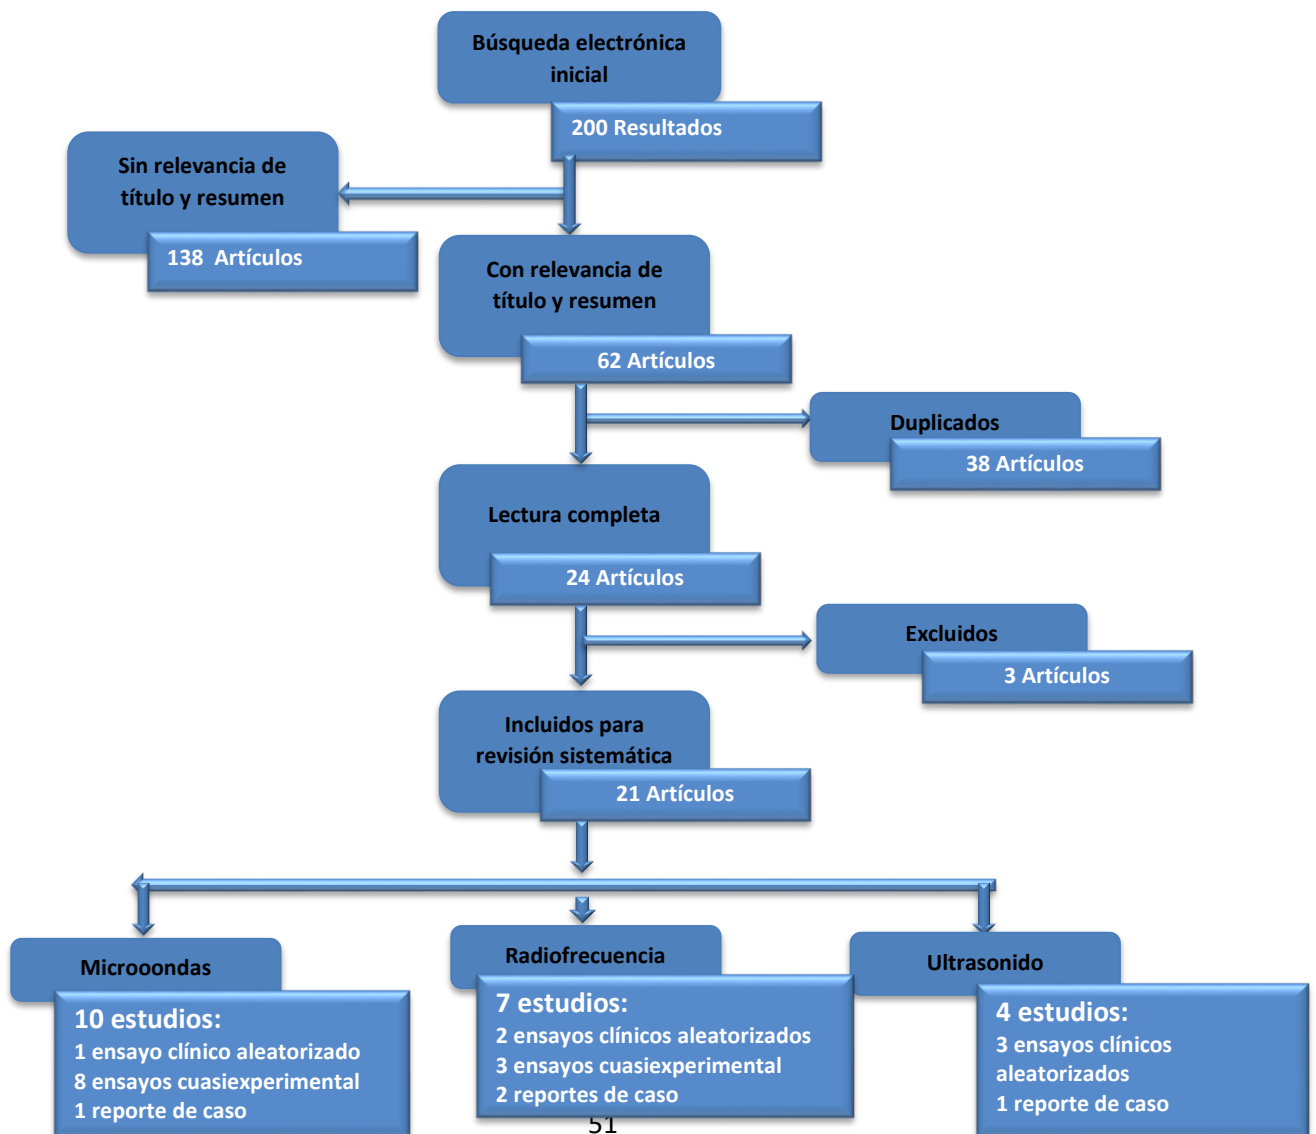 Búsqueda electrónica
inicial
200 Resultados
Sin relevancia de
título y resumen
138 Artículos
Con relevancia de
título y resumen
62 Artículos
Duplicados
38 Artículos
Lectura completa
24 Artículos
Excluidos
3 Artículos
Incluidos para
revisión sistemática
21 Artículos
Microoondas
10 estudios:
1 ensayo clínico aleatorizado
8 ensayos cuasiexperimental
1 reporte de caso
Radiofrecuencia
7 estudios:
2 ensayos clínicos aleatorizados
3 ensayos cuasiexperimental
2 reportes de caso
Ultrasonido
4 estudios:
3 ensayos clínicos
aleatorizados
1 reporte de caso
51